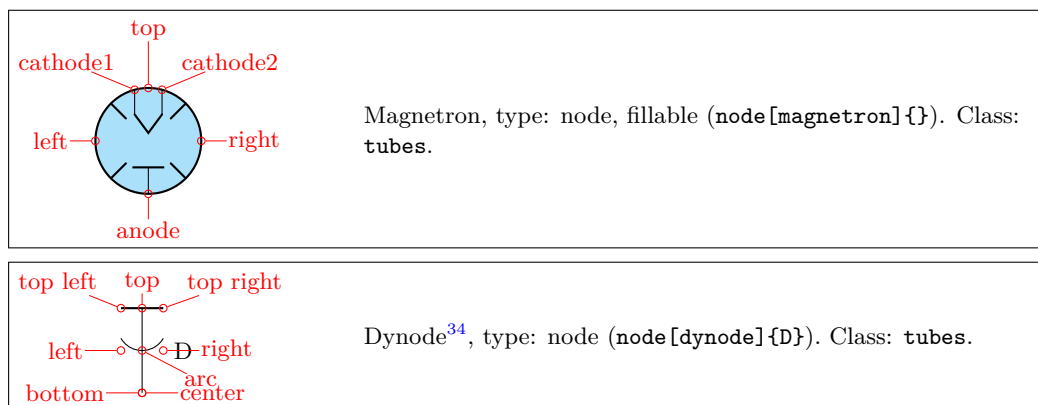 top
cathode1 cathode2
left right
anode
Magnetron, type: node, fillable (node[magnetron]{}). Class:
tubes.
top left top top right
left D right
arc
bottom center
Dynode34, type: node (node[dynode]{D}). Class: tubes.